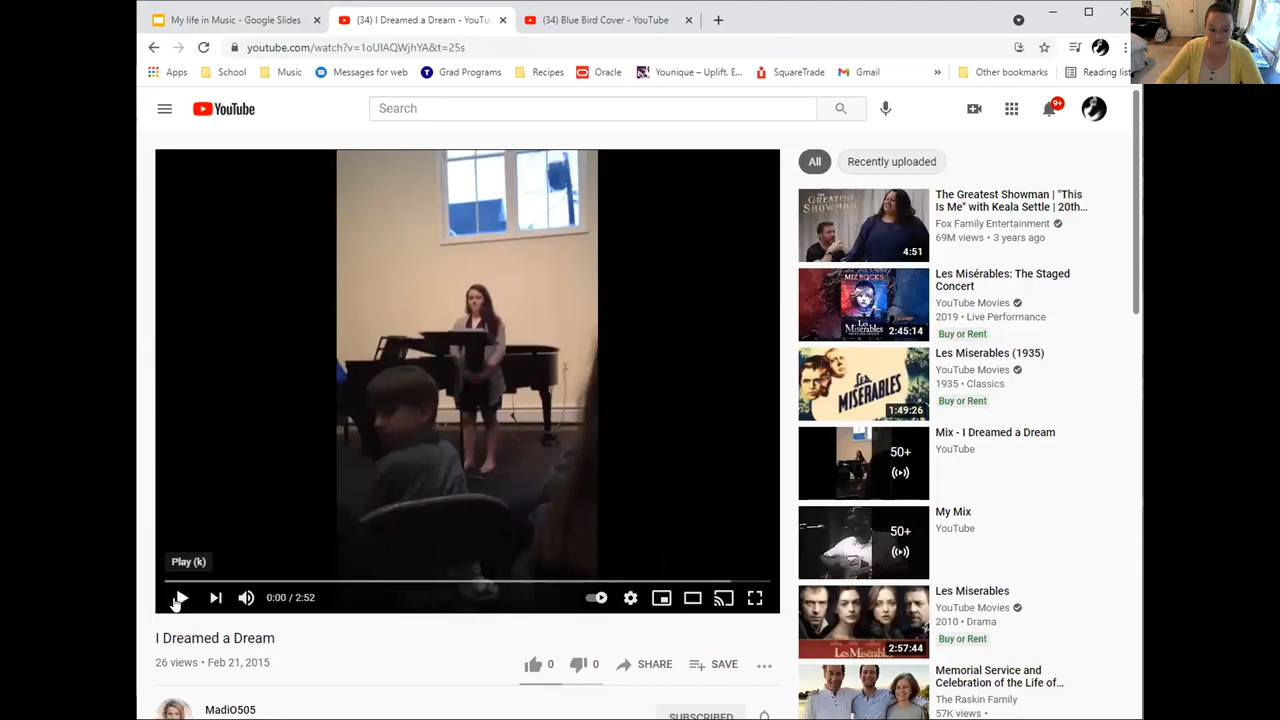 My life in Music - Google Slides
(34) I Dreamed a Dream - YouTu
(34) Blue Bird Cover - YouTube
youtube.com/watch?v=1oUIAQWjhYA&t=25s
Apps School Music Messages for web Grad Programs Recipes Oracle Younique – Uplift. E... SquareTrade Gmail » Other bookmarks Reading list
YouTube
Search
9+
All Recently uploaded
The Greatest Showman | "This
Is Me" with Keala Settle | 20th...
Fox Family Entertainment
69M views • 3 years ago
THE GREATEST SHOWMAN
4:51
Les Misérables: The Staged
Concert
YouTube Movies
2019 • Live Performance
Buy or Rent
2:45:14
Les Miserables (1935)
YouTube Movies
1935 • Classics
Buy or Rent
LES MISERABLES
1:49:26
Mix - I Dreamed a Dream
YouTube
50+
My Mix
YouTube
50+
Les Miserables
YouTube Movies
2010 • Drama
Buy or Rent
2:57:44
Memorial Service and
Celebration of the Life of...
The Raskin Family
57K views •
Play (k)
0:00 / 2:52
I Dreamed a Dream
26 views • Feb 21, 2015
0 0 SHARE SAVE ...
MadiO505
SUBSCRIBED